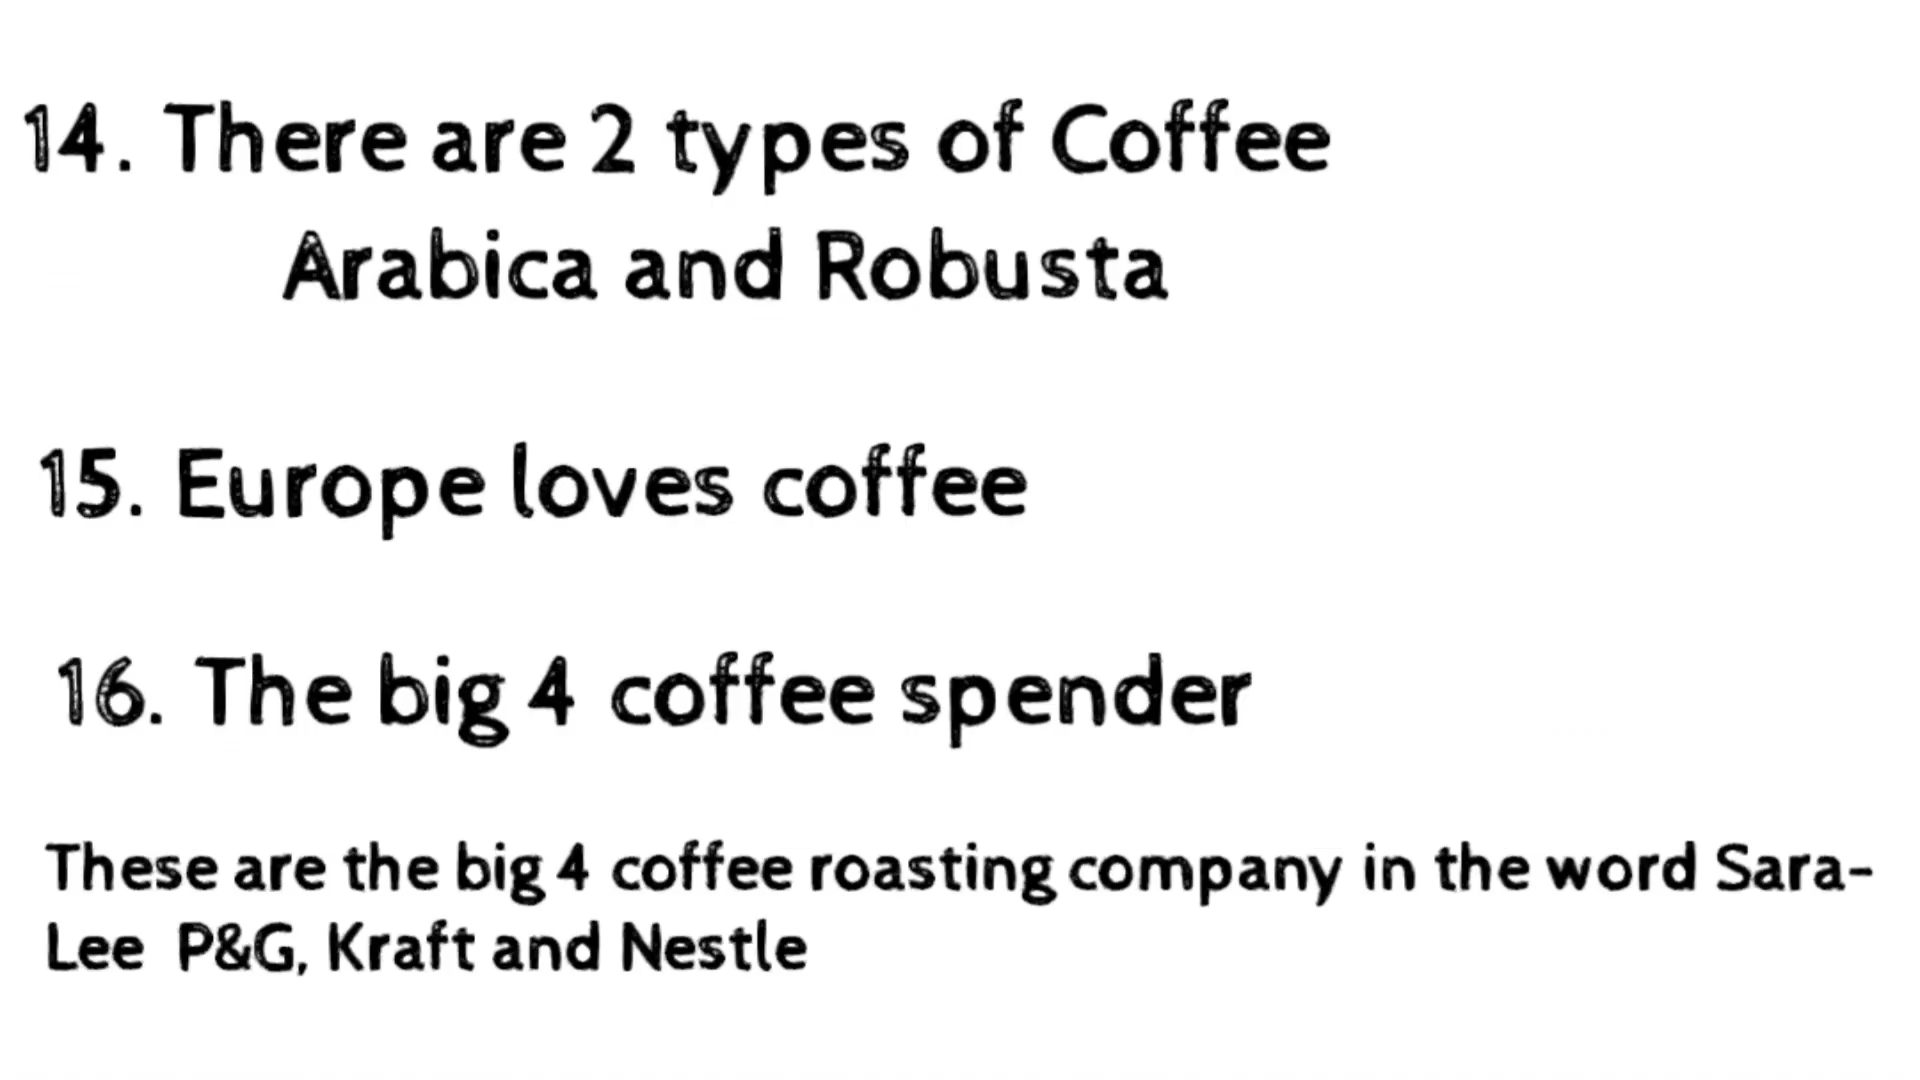 14. There are 2 types of Coffee
Arabica and Robusta
15. Europe loves coffee
16. The big 4 coffee spender
These are the big 4 coffee roasting company in the word Sara-
Lee P&G, Kraft and Nestle